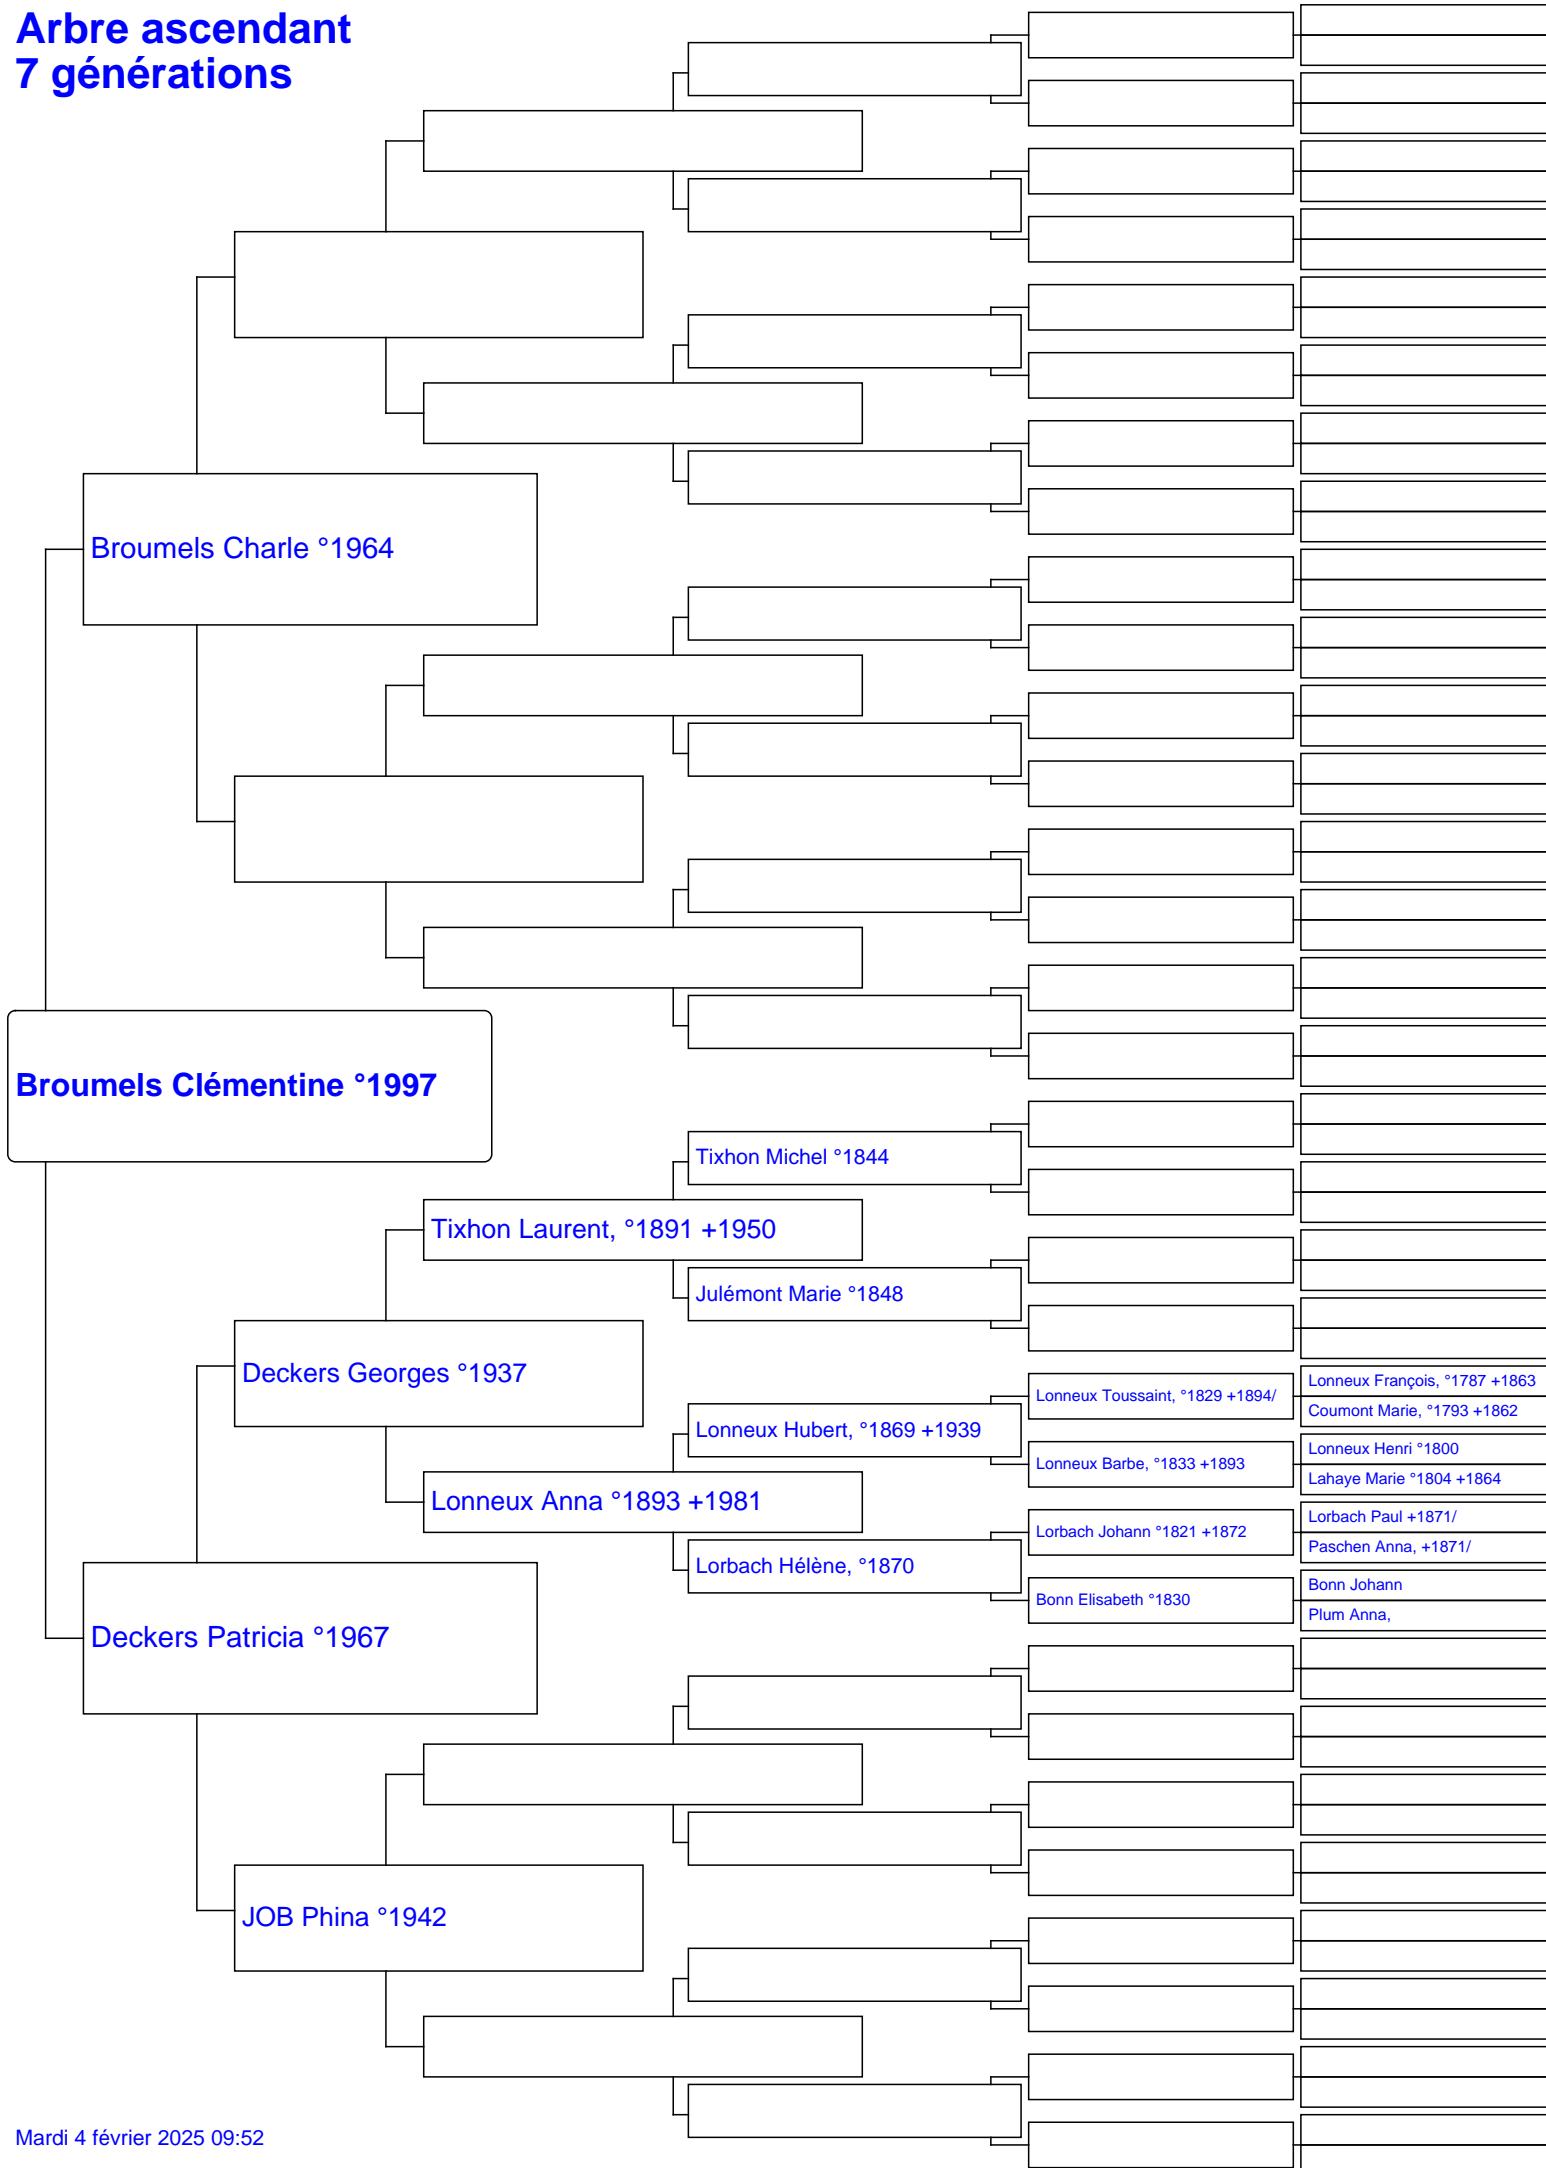 Arbre ascendant
7 générations
Broumels Charle °1964
Broumels Clémentine °1997
Tixhon Michel °1844
Tixhon Laurent, °1891 +1950
Julémont Marie °1848
Deckers Georges °1937
Lonneux François, °1787 +1863
Lonneux Toussaint, °1829 +1894/
Coumont Marie, °1793 +1862
Lonneux Hubert, °1869 +1939
Lonneux Henri °1800
Lonneux Barbe, °1833 +1893
Lahaye Marie °1804 +1864
Lonneux Anna °1893 +1981
Lorbach Paul +1871/
Lorbach Johann °1821 +1872
Paschen Anna, +1871/
Lorbach Hélène, °1870
Bonn Johann
Bonn Elisabeth °1830
Plum Anna,
Deckers Patricia °1967
JOB Phina °1942
Mardi 4 février 2025 09:52